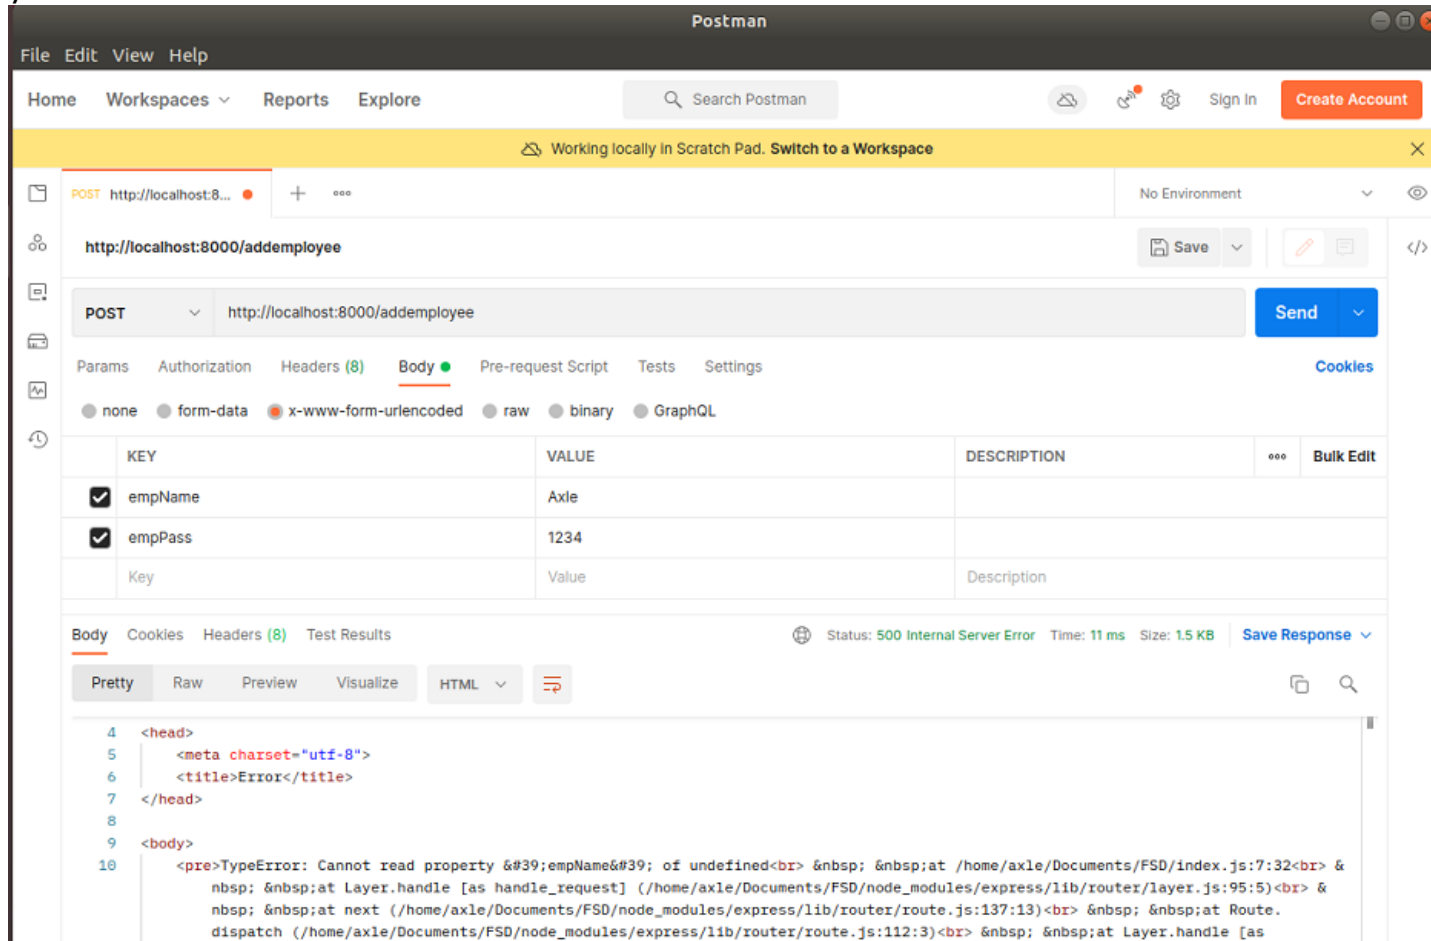 Postman
File Edit View Help
Home Workspaces Reports Explore Search Postman Sign In Create Accou
Working locally in Scratch Pad. Switch to a Workspace
POST http://localhost:8... No Environment
http://localhost:8000/addemployee Save
POST http://localhost:8000/addemployee Send
Params Authorization Headers (8) Body Pre-request Script Tests Settings Cookies
none form-data x-www-form-urlencoded raw binary GraphQL
KEY VALUE DESCRIPTION Bulk Edit
empName Axle
empPass 1234
Key Value Description
Body Cookies Headers (8) Test Results Status: 500 Internal Server Error Time: 11 ms Size: 1.5 KB Save Response
Pretty Raw Preview Visualize HTML
4 <head>
5 <meta charset="utf-8">
6 <title>Error</title>
7 </head>
8
9 <body>
10 <pre>TypeError: Cannot read property &#39;empName&#39; of undefined<br> &nbsp; &nbsp;at /home/axle/Documents/FSD/index.js:7:32<br> &
nbsp; &nbsp;at Layer.handle [as handle_request] (/home/axle/Documents/FSD/node_modules/express/lib/router/layer.js:95:5)<br> &
nbsp; &nbsp;at next (/home/axle/Documents/FSD/node_modules/express/lib/router/route.js:137:13)<br> &nbsp; &nbsp;at Route.
dispatch (/home/axle/Documents/FSD/node_modules/express/lib/router/route.js:112:3)<br> &nbsp; &nbsp;at Layer.handle [as